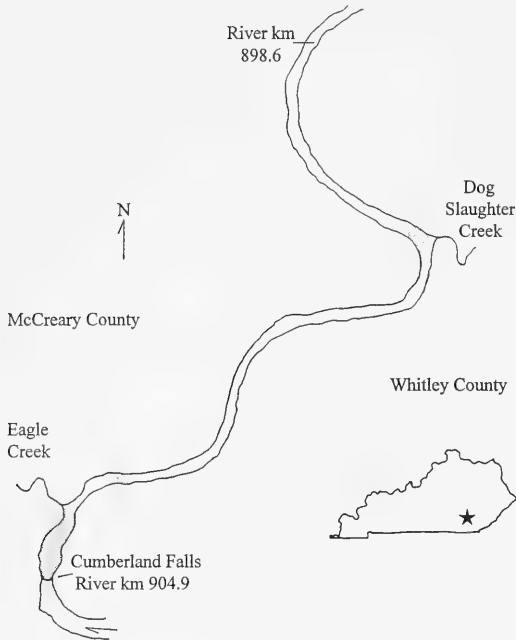 River km
898.6
Dog
Slaughter
Creek
N
McCreary County
Whitley County
Eagle
Creek
Cumberland Falls
River km 904.9